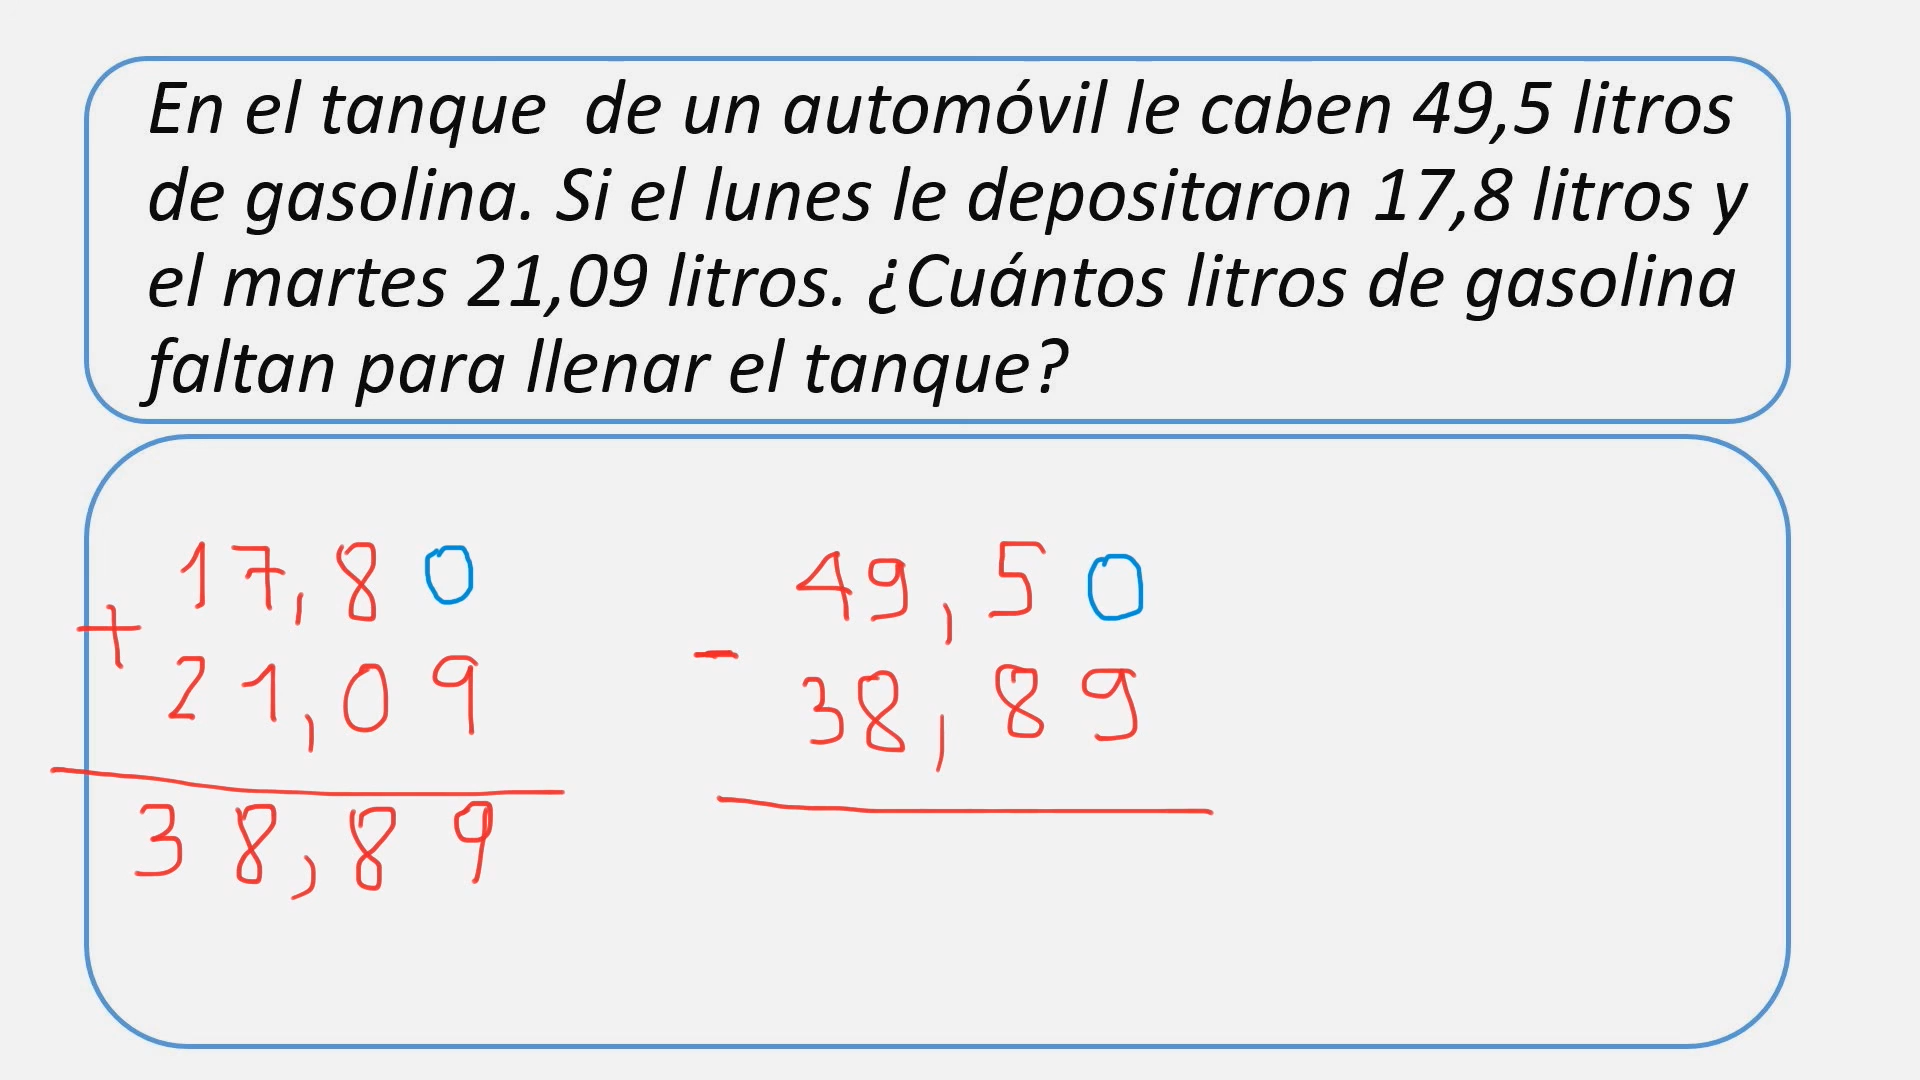 En el tanque de un automóvil le caben 49,5 litros
de gasolina. Si el lunes le depositaron 17,8 litros y
el martes 21,09 litros. ¿Cuántos litros de gasolina
faltan para llenar el tanque?
17,80
+
21,09
38,89
49,50
-
38,89